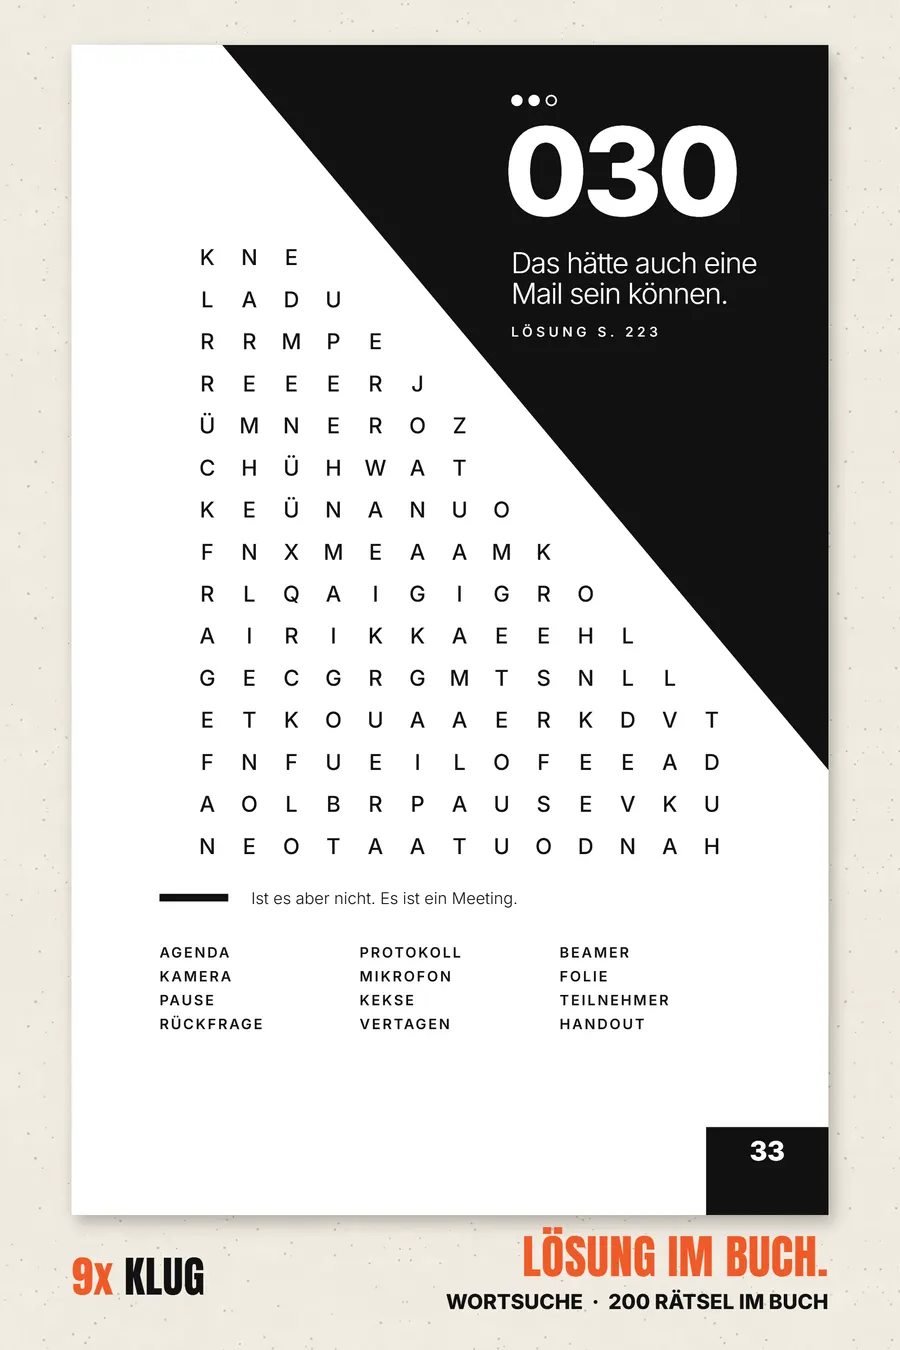 030
Das hätte auch eine
Mail sein können.
LÖSUNG S. 223
K N E
L A D U
R R M P E
R E E E R J
Ü M N E R O Z
C H Ü H W A T
K E Ü N A N U O
F N X M E A A M K
R L Q A I G I G R O
A I R I K K A E E H L
G E C G R G M T S N L L
E T K O U A A E R K D V T
F N F U E I L O F E E A D
A O L B R P A U S E V K U
N E O T A A T U O D N A H
Ist es aber nicht. Es ist ein Meeting.
AGENDA PROTOKOLL BEAMER
KAMERA MIKROFON FOLIE
PAUSE KEKSE TEILNEHMER
RÜCKFRAGE VERTAGEN HANDOUT
33
9x KLUG
LÖSUNG IM BUCH.
WORTSUCHE · 200 RÄTSEL IM BUCH